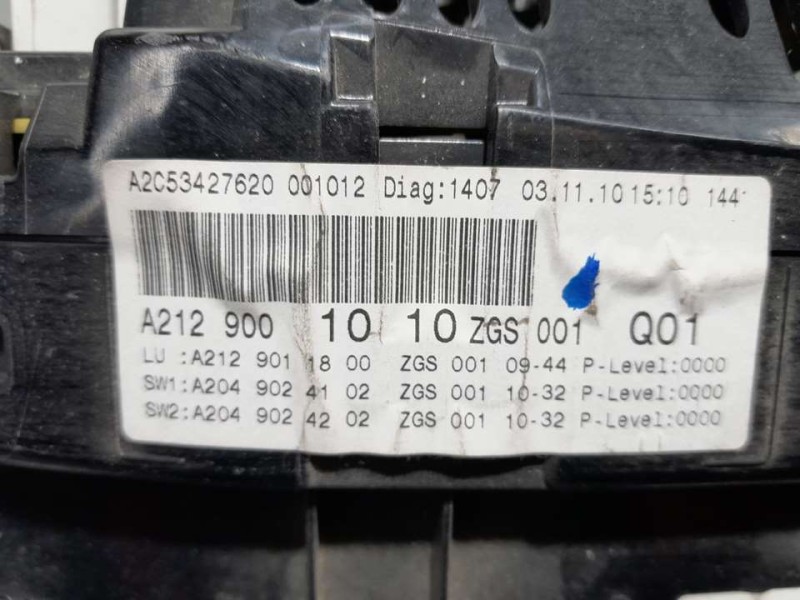 A2C53427620 001012 Diag:1407 03.11.10 15:10 144
A212 900 10 10 ZGS 001 Q01
LU :A212 901 18 00 ZGS 001 09-44 P-Level:0000
SW1:A204 902 41 02 ZGS 001 10-32 P-Level:0000
SW2:A204 902 42 02 ZGS 001 10-32 P-Level:0000